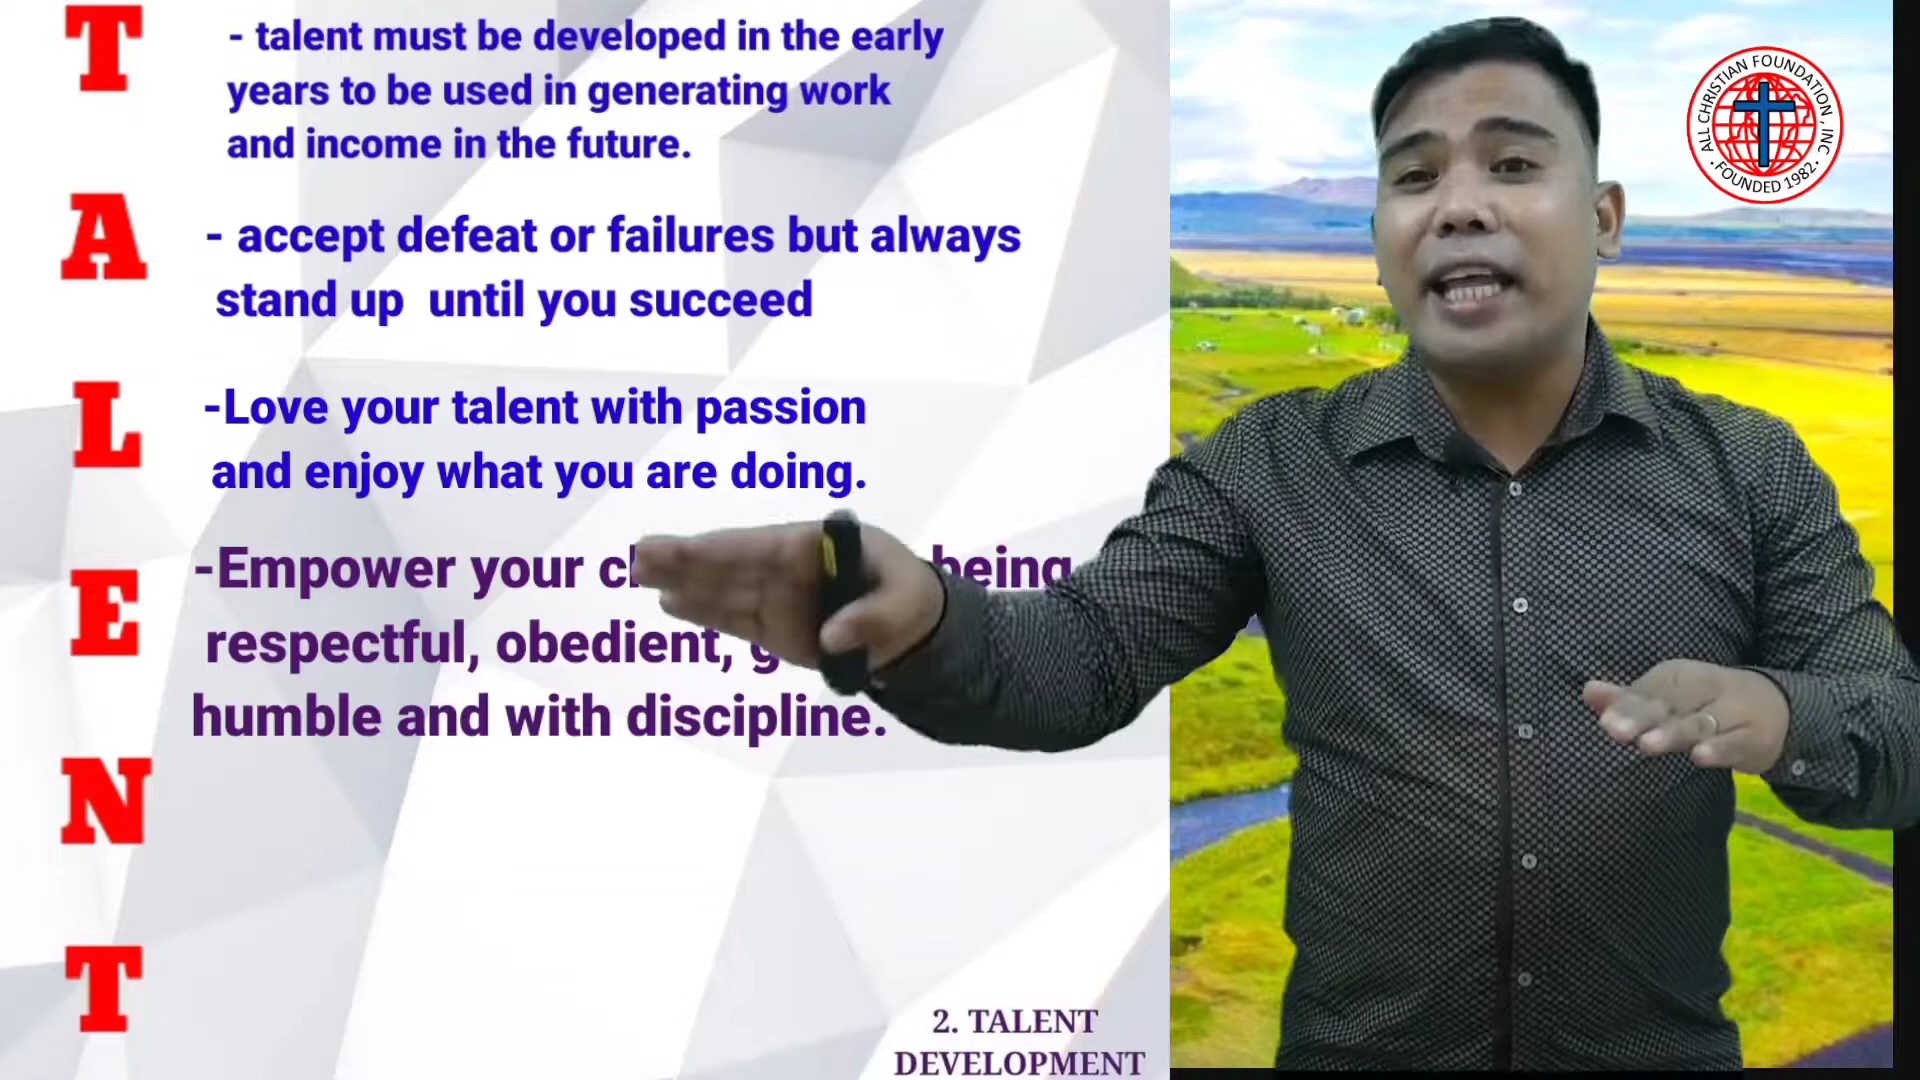 T
- talent must be developed in the early
years to be used in generating work
and income in the future.
A
- accept defeat or failures but always
stand up until you succeed
L
-Love your talent with passion
and enjoy what you are doing.
E
-Empower your being
respectful, obedient,
humble and with discipline.
N
T
2. TALENT
DEVELOPMENT
ALL CHRISTIAN FOUNDATION, INC
• FOUNDED 1982 •